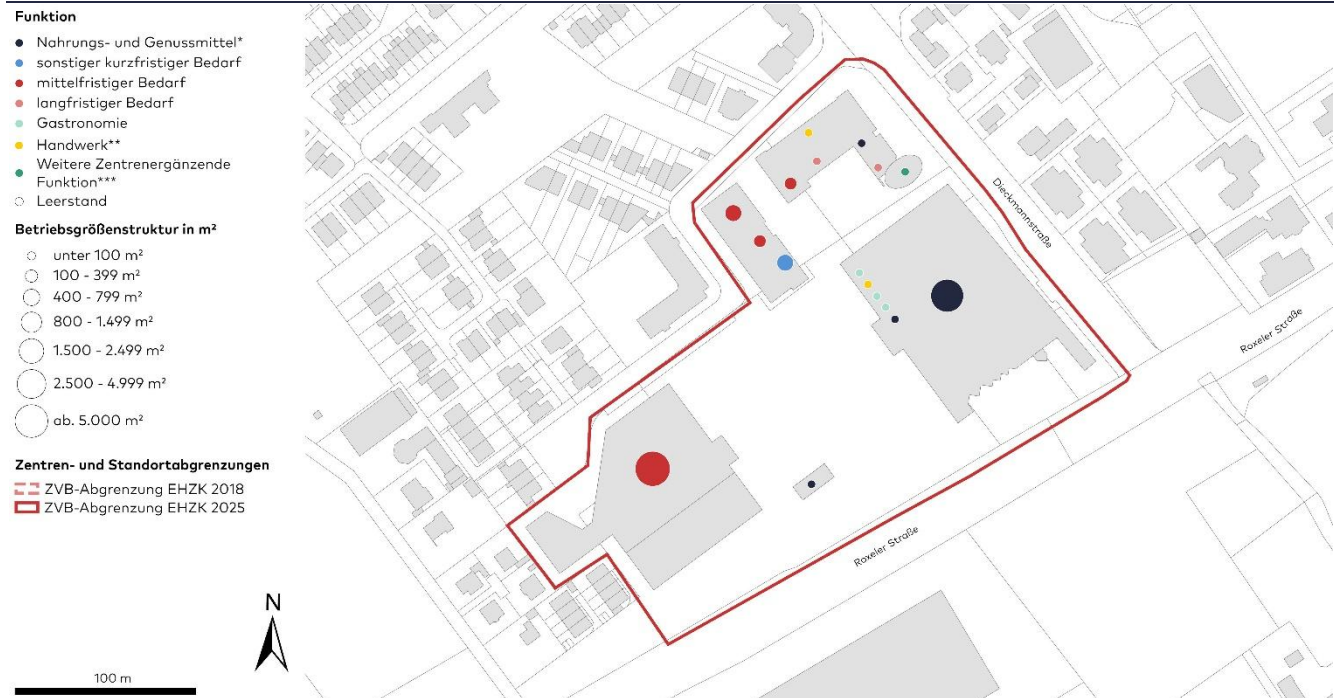 Funktion
Nahrungs- und Genussmittel*
sonstiger kurzfristiger Bedarf
mittelfristiger Bedarf
langfristiger Bedarf
Gastronomie
Handwerk**
Weitere Zentrenergänzende
Funktion***
Leerstand
Betriebsgrößenstruktur in m²
unter 100 m²
100 - 399 m²
400 - 799 m²
800 - 1.499 m²
1.500 - 2.499 m²
2.500 - 4.999 m²
ab. 5.000 m²
Zentren- und Standortabgrenzungen
ZVB-Abgrenzung EHZK 2018
ZVB-Abgrenzung EHZK 2025
N
100 m
Dieckmannstraße
Roxeler Straße
Roxeler Straße